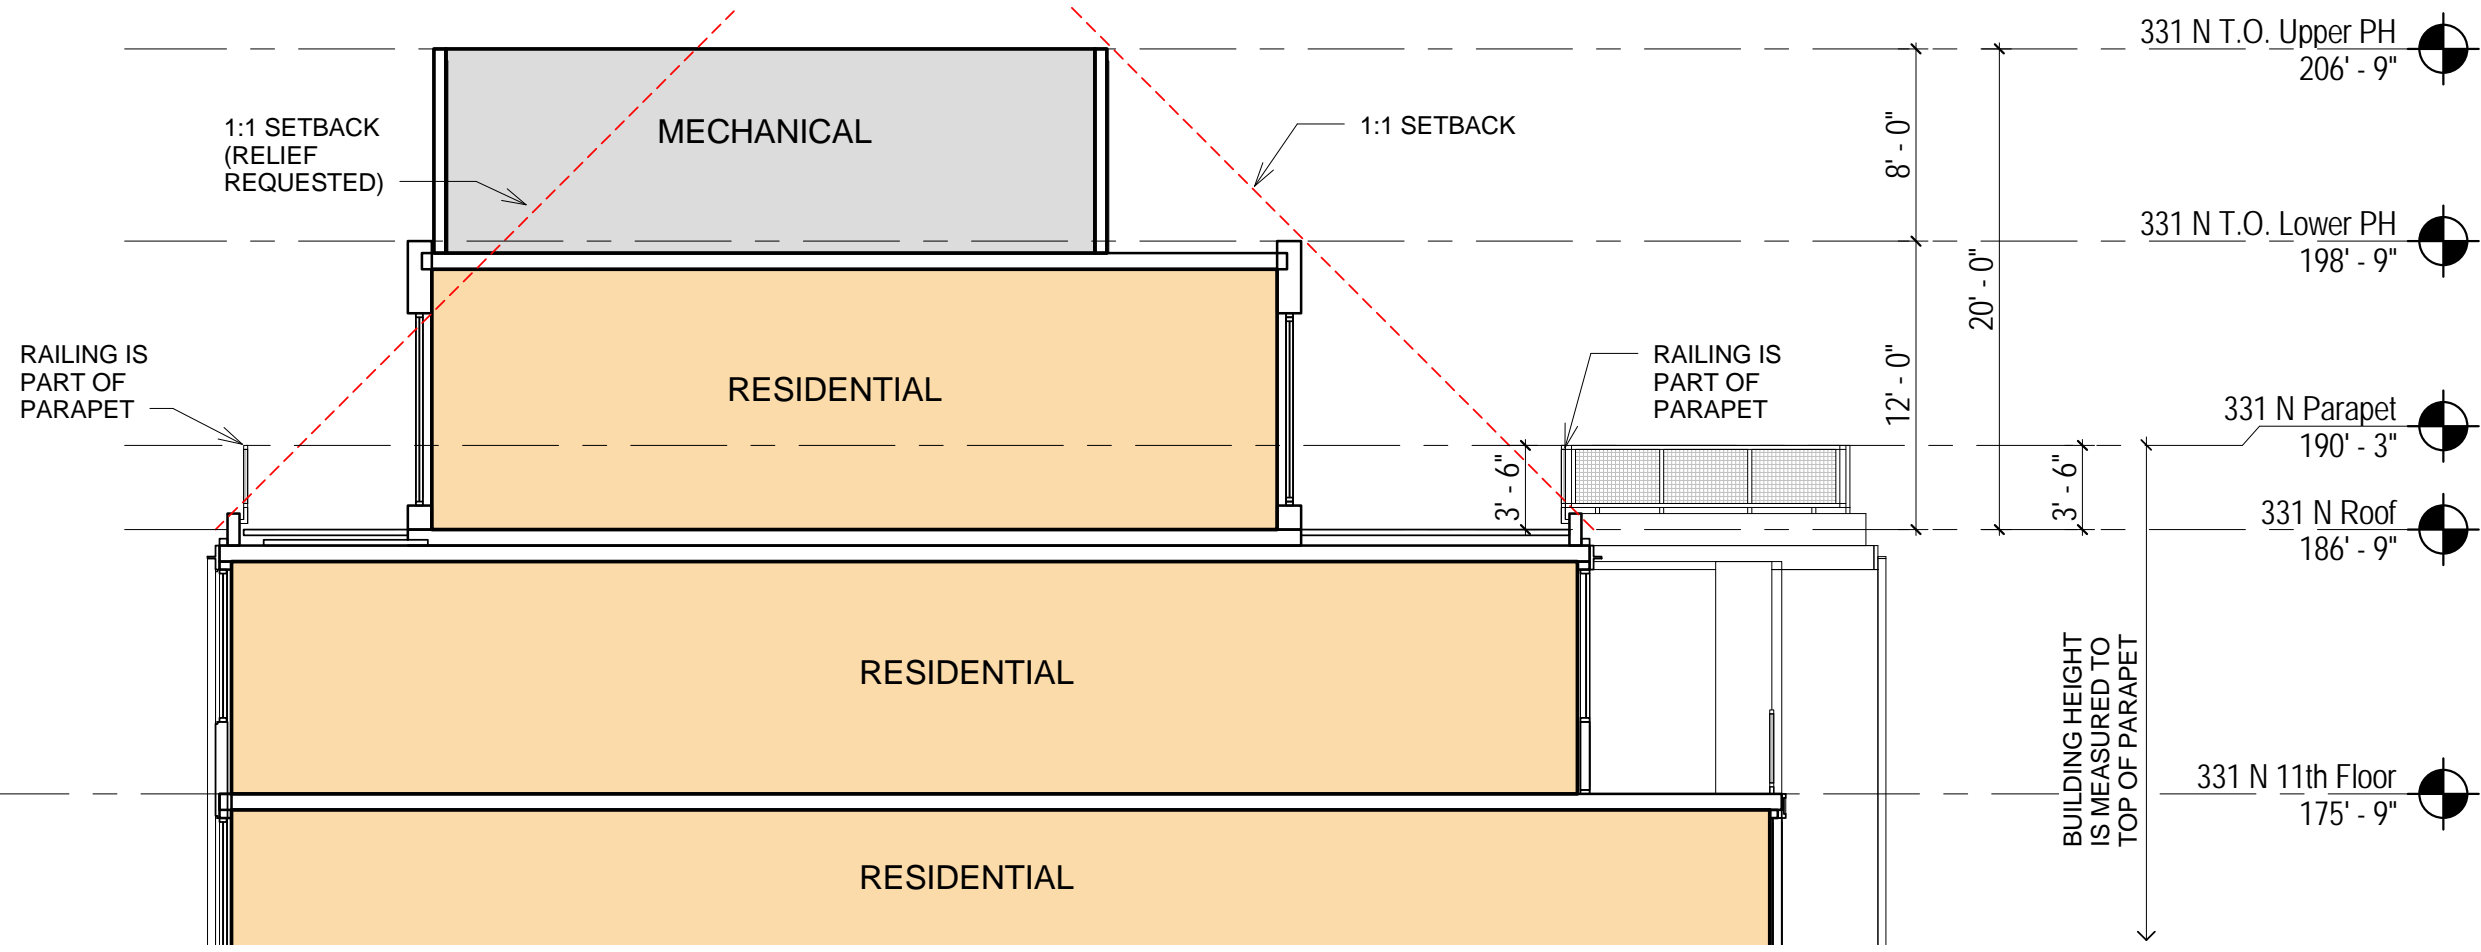 331 N T.O. Upper PH
206' - 9"
1:1 SETBACK
(RELIEF
REQUESTED)
MECHANICAL
1:1 SETBACK
8' - 0"
331 N T.O. Lower PH
198' - 9"
20' - 0"
RAILING IS
PART OF
PARAPET
RESIDENTIAL
RAILING IS
PART OF
PARAPET
12' - 0"
331 N Parapet
190' - 3"
3' - 6"
3' - 6"
331 N Roof
186' - 9"
RESIDENTIAL
BUILDING HEIGHT
IS MEASURED TO
TOP OF PARAPET
331 N 11th Floor
175' - 9"
RESIDENTIAL